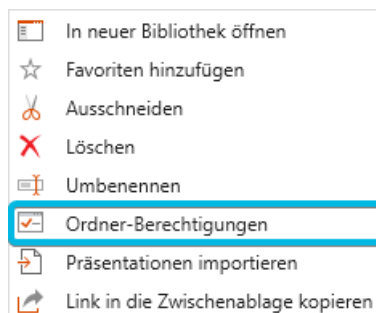 In neuer Bibliothek öffnen
Favoriten hinzufügen
Ausschneiden
Löschen
Umbenennen
Ordner-Berechtigungen
Präsentationen importieren
Link in die Zwischenablage kopieren